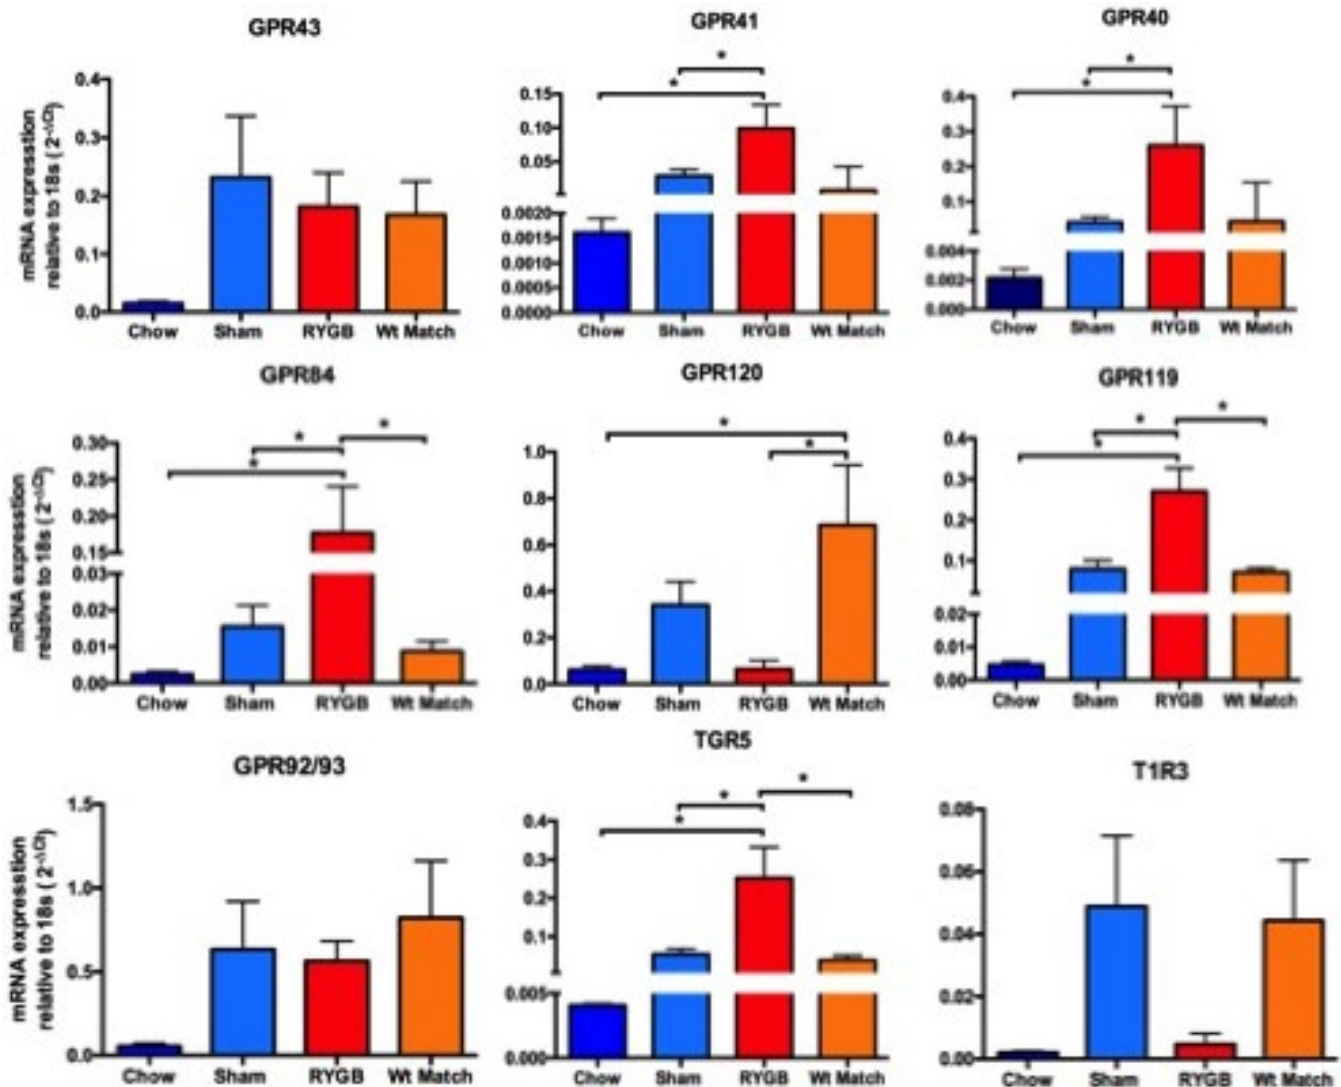 GPR43
mRNA expresstion
relative to 18s ( 2^-ΔCt)
0.4
0.3
0.2
0.1
0.0
Chow Sham RYGB Wt Match
GPR41
* *
0.15
0.10
0.05
0.0020
0.0015
0.0010
0.0005
0.0000
Chow Sham RYGB Wt Match
GPR40
* *
0.4
0.3
0.2
0.1
0.004
0.002
0.000
Chow Sham RYGB Wt Match
GPR84
mRNA expresstion
relative to 18s ( 2^-ΔCt)
* * *
0.30
0.25
0.20
0.15
0.03
0.02
0.01
0.00
Chow Sham RYGB Wt Match
GPR120
* *
1.0
0.8
0.6
0.4
0.2
0.0
Chow Sham RYGB Wt Match
GPR119
* * *
0.4
0.3
0.2
0.1
0.02
0.01
0.00
Chow Sham RYGB Wt Match
GPR92/93
mRNA expresstion
relative to 18s ( 2^-ΔCt)
1.5
1.0
0.5
0.0
Chow Sham RYGB Wt Match
TGR5
* * *
0.4
0.3
0.2
0.1
0.005
0.000
Chow Sham RYGB Wt Match
T1R3
0.08
0.06
0.04
0.02
0.00
Chow Sham RYGB Wt Match